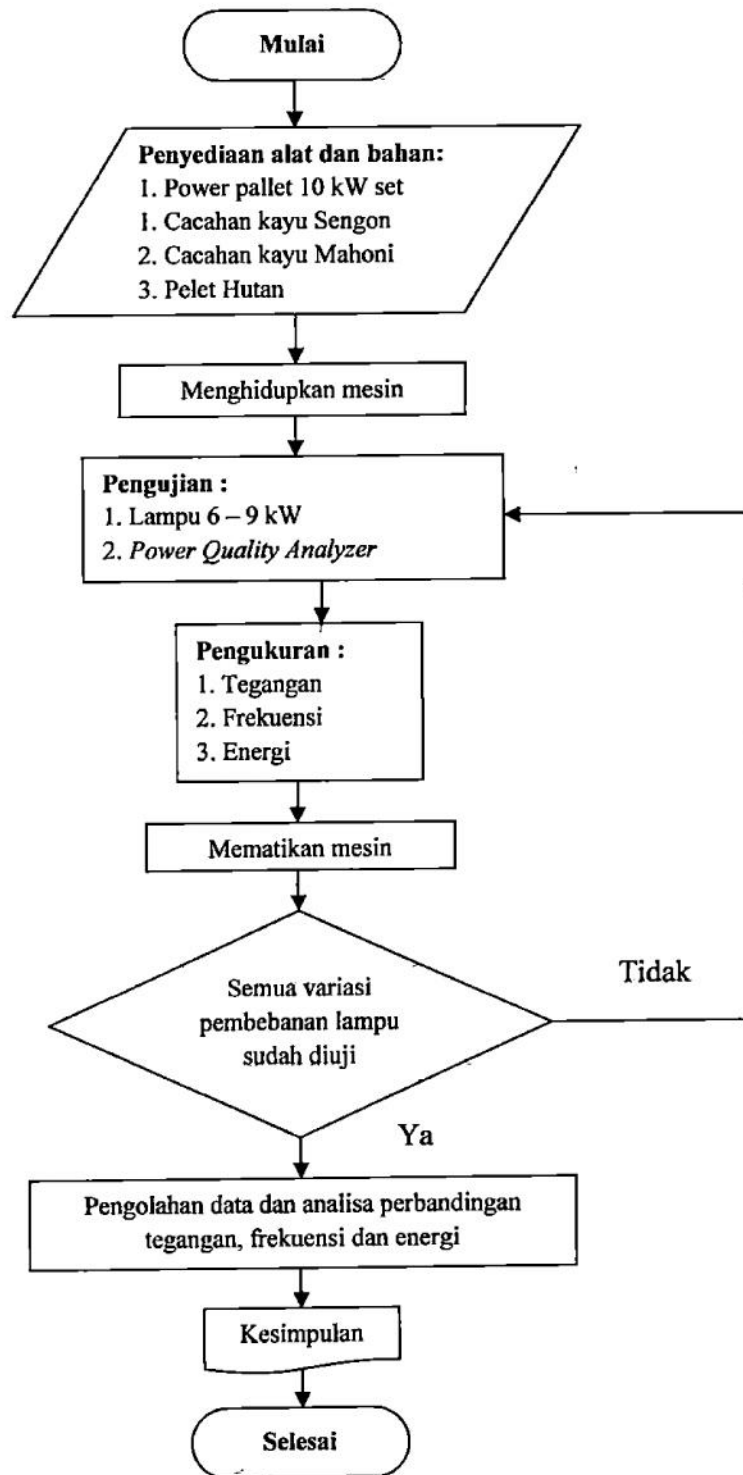 Mulai
Penyediaan alat dan bahan:
1. Power pallet 10 kW set
1. Cacahan kayu Sengon
2. Cacahan kayu Mahoni
3. Pelet Hutan
Menghidupkan mesin
Pengujian :
1. Lampu 6 – 9 kW
2. Power Quality Analyzer
Pengukuran :
1. Tegangan
2. Frekuensi
3. Energi
Mematikan mesin
Semua variasi
pembebanan lampu
sudah diuji
Tidak
Ya
Pengolahan data dan analisa perbandingan
tegangan, frekuensi dan energi
Kesimpulan
Selesai